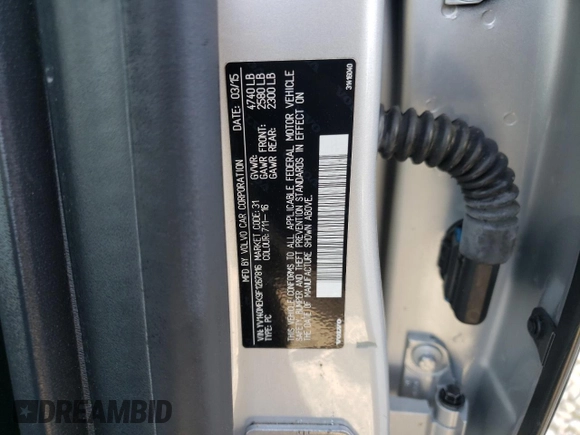 MFD BY VOLVO CAR CORPORATION DATE: 03/15
VIN: YV140MEK3F1267816 MARKET CODE: 31 GVWR: 4740 LB
TYPE: PC COLOUR: 711-16 GAWR FRONT: 2580 LB
GAWR REAR: 2300 LB
THIS VEHICLE CONFORMS TO ALL APPLICABLE FEDERAL MOTOR VEHICLE
SAFETY, BUMPER AND THEFT PREVENTION STANDARDS IN EFFECT ON
THE DATE OF MANUFACTURE SHOWN ABOVE.
VOLVO
DREAMBID